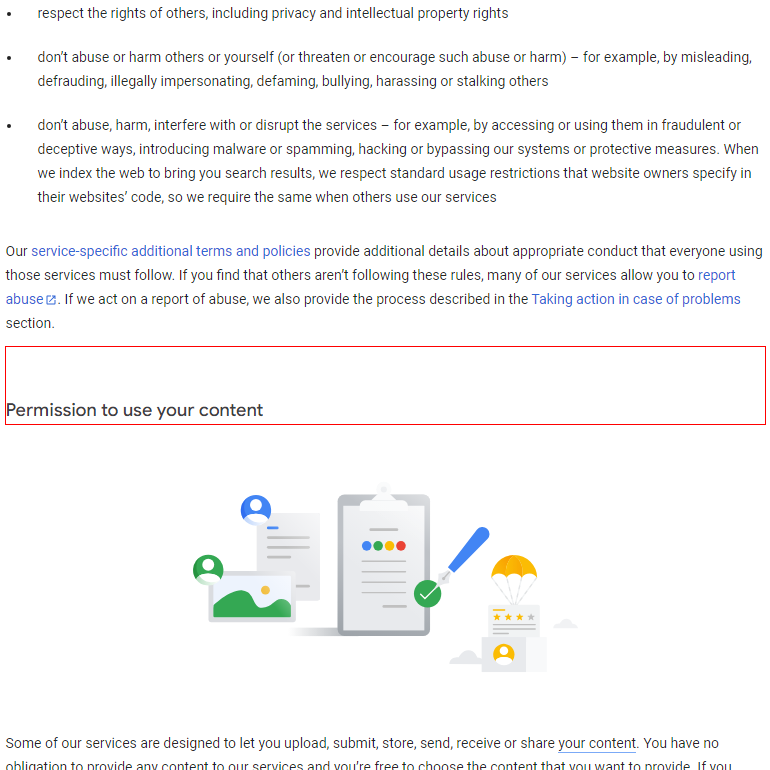 • respect the rights of others, including privacy and intellectual property rights
• don’t abuse or harm others or yourself (or threaten or encourage such abuse or harm) – for example, by misleading,
defrauding, illegally impersonating, defaming, bullying, harassing or stalking others
• don’t abuse, harm, interfere with or disrupt the services – for example, by accessing or using them in fraudulent or
deceptive ways, introducing malware or spamming, hacking or bypassing our systems or protective measures. When
we index the web to bring you search results, we respect standard usage restrictions that website owners specify in
their websites’ code, so we require the same when others use our services
Our service-specific additional terms and policies provide additional details about appropriate conduct that everyone using
those services must follow. If you find that others aren’t following these rules, many of our services allow you to report
abuse. If we act on a report of abuse, we also provide the process described in the Taking action in case of problems
section.
Permission to use your content
Some of our services are designed to let you upload, submit, store, send, receive or share your content. You have no
obligation to provide any content to our services and you’re free to choose the content that you want to provide. If you